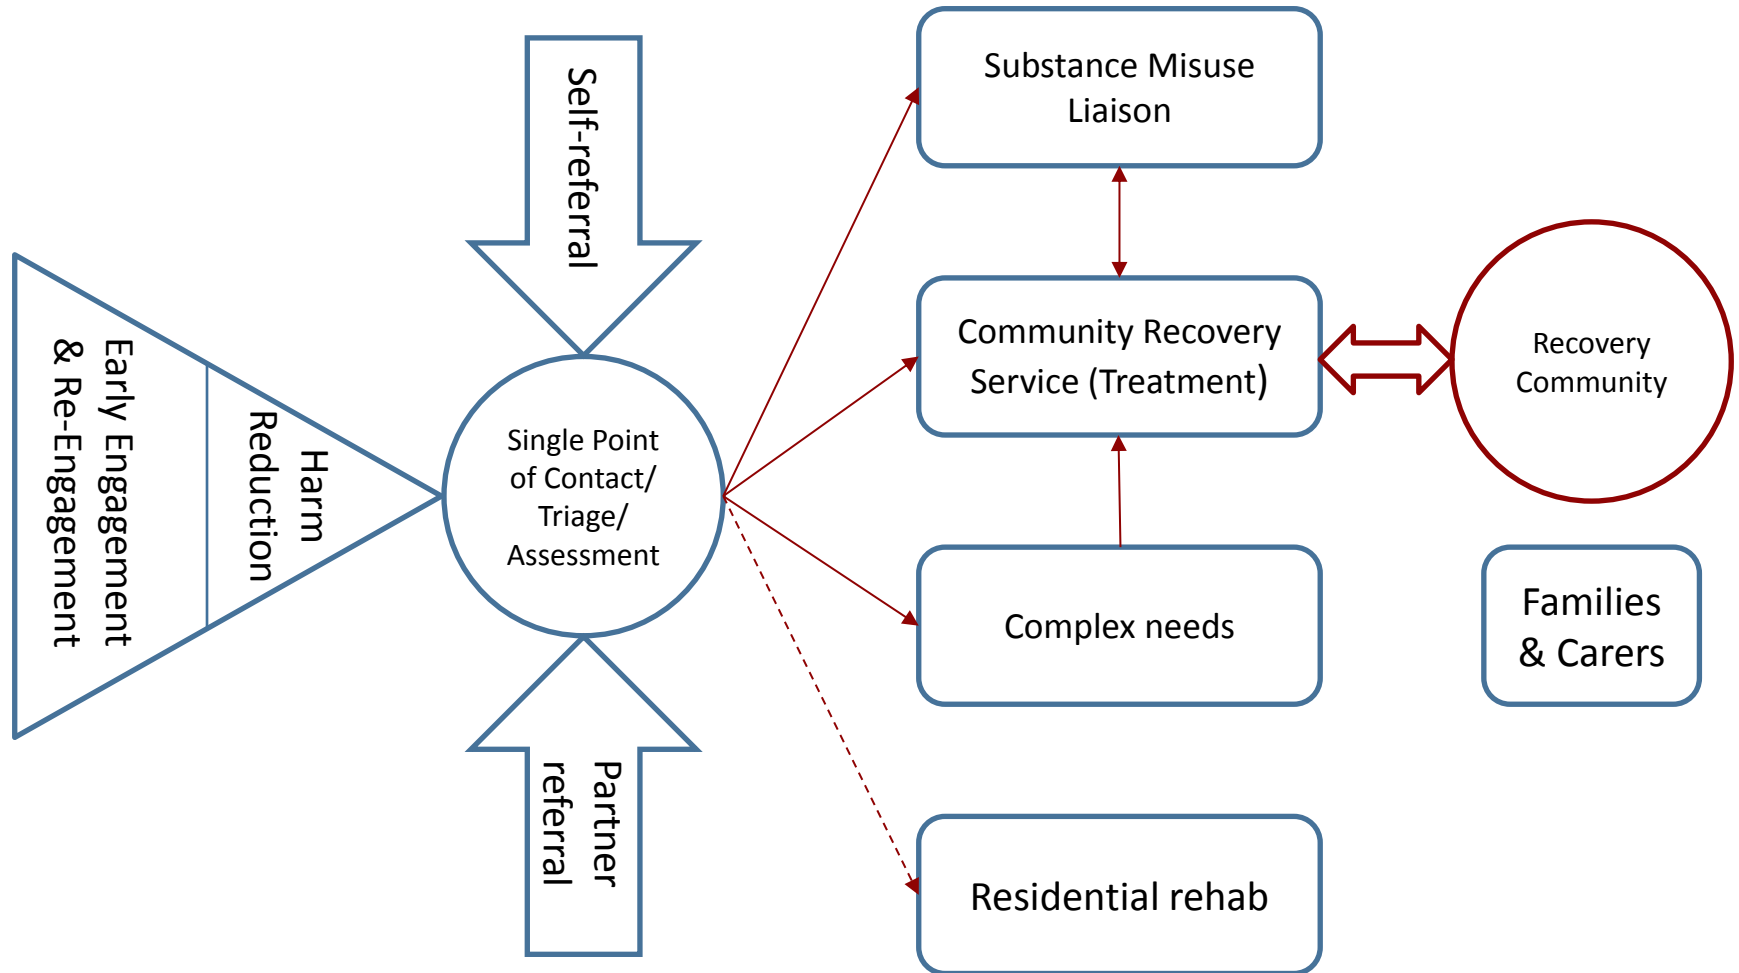 Early Engagement
& Re-Engagement
Harm
Reduction
Self-referral
Single Point
of Contact/
Triage/
Assessment
Partner
referral
Substance Misuse
Liaison
Community Recovery
Service (Treatment)
Complex needs
Residential rehab
Recovery
Community
Families
& Carers